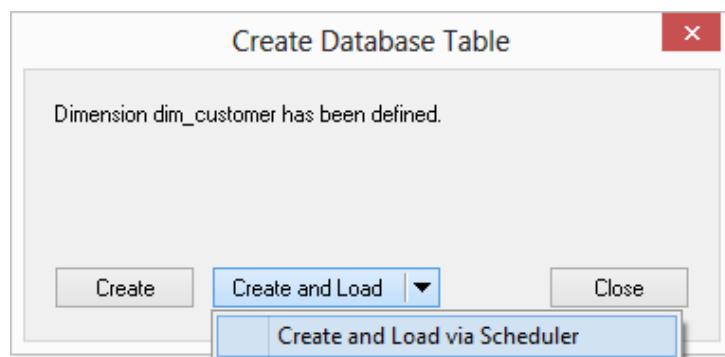 Create Database Table
Dimension dim_customer has been defined.
Create Create and Load Close
Create and Load via Scheduler